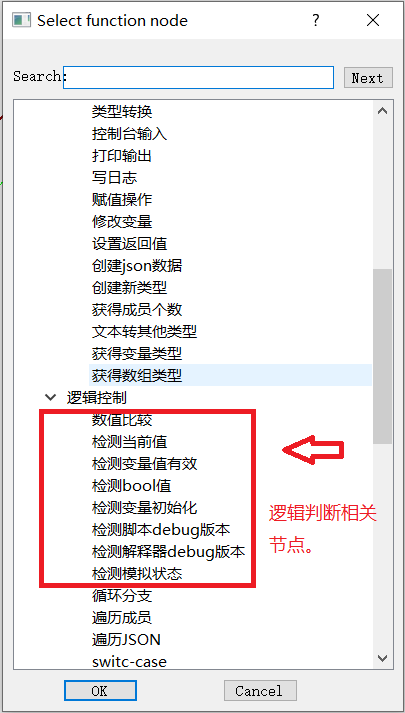 Select function node
Search:
Next
类型转换
控制台输入
打印输出
写日志
赋值操作
修改变量
设置返回值
创建json数据
创建新类型
获得成员个数
文本转其他类型
获得变量类型
获得数组类型
逻辑控制
数值比较
检测当前值
检测变量值有效
检测bool值
检测变量初始化
检测脚本debug版本
检测解释器debug版本
检测模拟状态
循环分支
遍历成员
遍历JSON
switc-case
逻辑判断相关
节点。
OK
Cancel